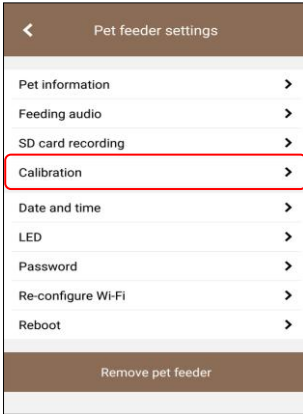 Pet feeder settings
Pet information
Feeding audio
SD card recording
Calibration
Date and time
LED
Password
Re-configure Wi-Fi
Reboot
Remove pet feeder